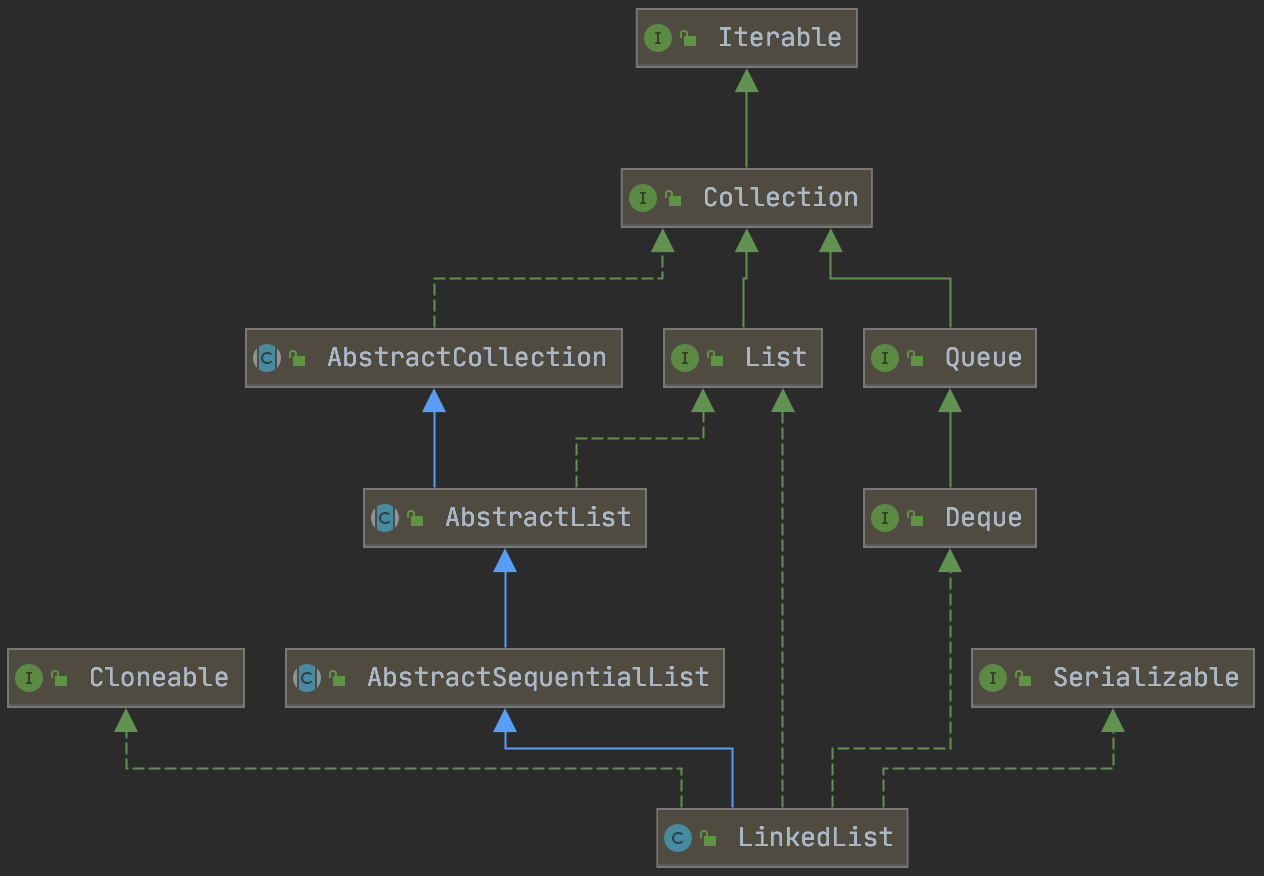 Iterable
Collection
AbstractCollection
List
Queue
AbstractList
Deque
Cloneable
AbstractSequentialList
Serializable
LinkedList